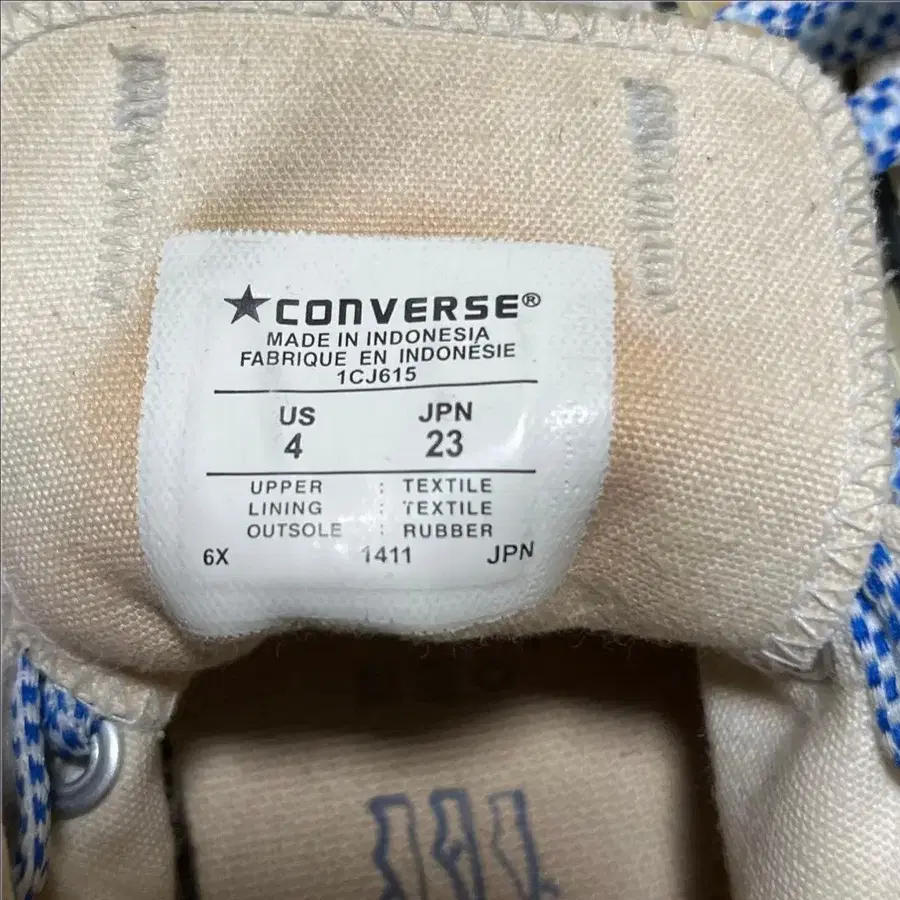 ★CONVERSE®
MADE IN INDONESIA
FABRIQUE EN INDONÉSIE
1CJ615
US JPN
4 23
UPPER : TEXTILE
LINING : TEXTILE
OUTSOLE : RUBBER
6X 1411 JPN